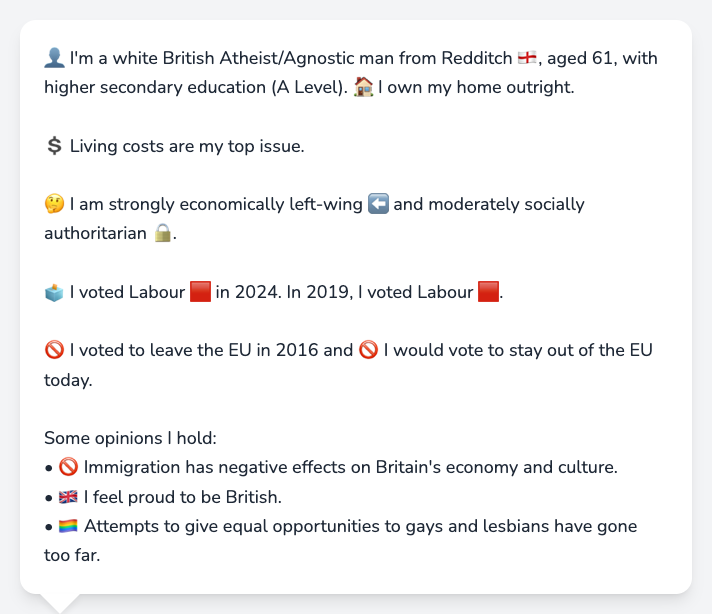 👤 I'm a white British Atheist/Agnostic man from Redditch 🏴󠁧󠁢󠁥󠁮󠁧󠁿, aged 61, with
higher secondary education (A Level). 🏠 I own my home outright.
💲 Living costs are my top issue.
🤔 I am strongly economically left-wing ⬅️ and moderately socially
authoritarian 🔒.
🗳️ I voted Labour 🟥 in 2024. In 2019, I voted Labour 🟥.
🚫 I voted to leave the EU in 2016 and 🚫 I would vote to stay out of the EU
today.
Some opinions I hold:
• 🚫 Immigration has negative effects on Britain's economy and culture.
• 🇬🇧 I feel proud to be British.
• 🏳️‍🌈 Attempts to give equal opportunities to gays and lesbians have gone
too far.